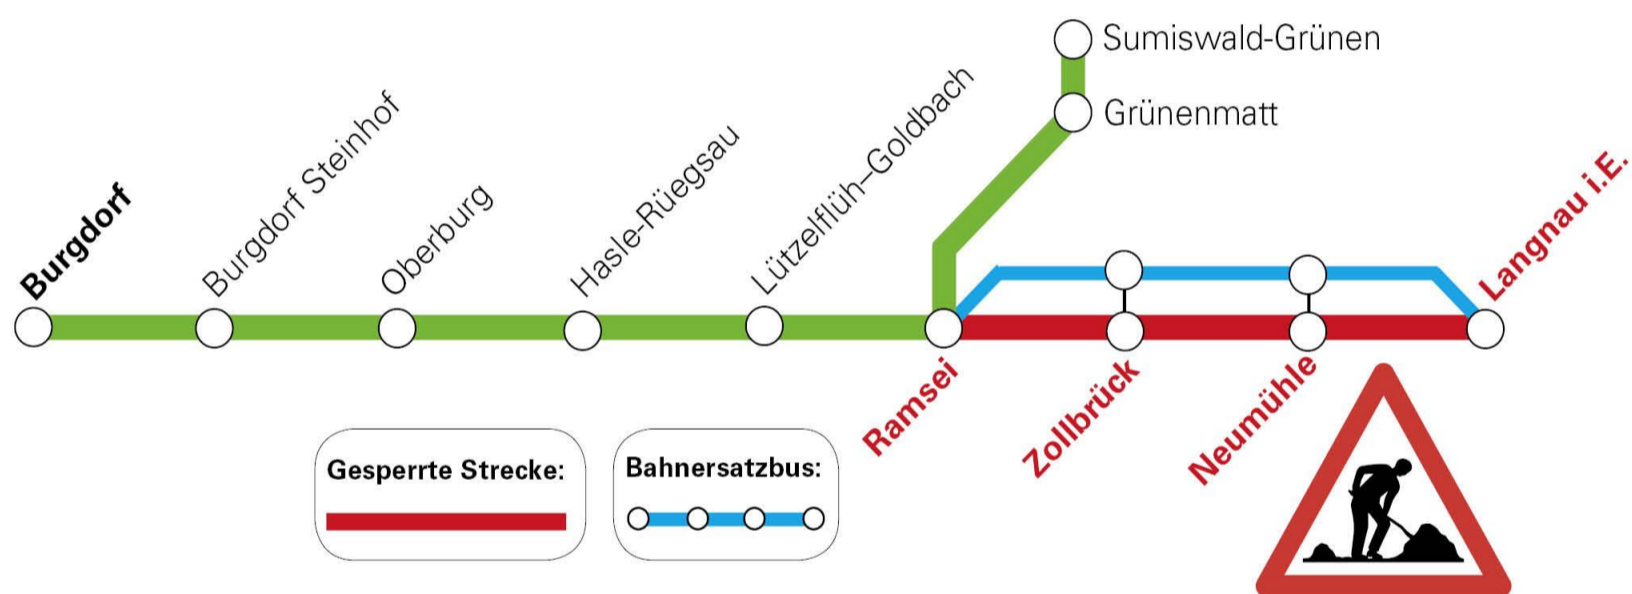 Sumiswald-Grünen
Grünenmatt
Burgdorf
Burgdorf Steinhof
Oberburg
Hasle-Rüegsau
Lützelflüh–Goldbach
Ramsei
Zollbrück
Neumühle
Langnau i.E.
Gesperrte Strecke:
Bahnersatzbus: